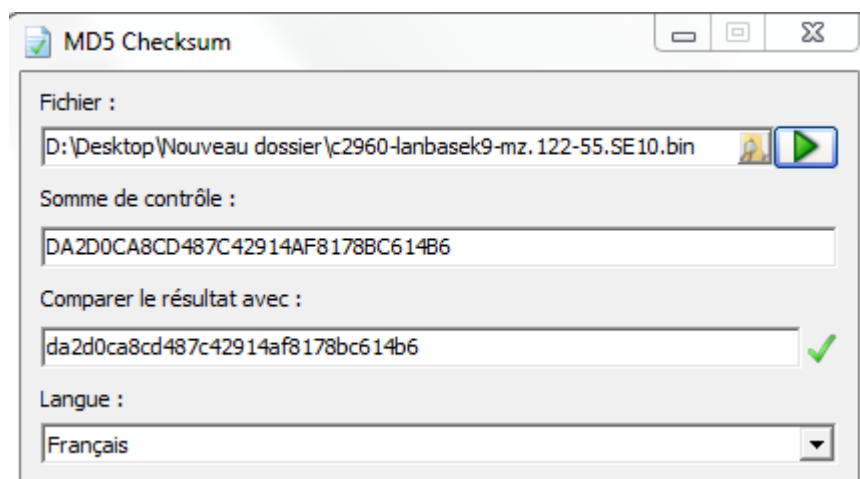 MD5 Checksum
Fichier :
D:\Desktop\Nouveau dossier\c2960-lanbasek9-mz.122-55.SE10.bin
Somme de contrôle :
DA2D0CA8CD487C42914AF8178BC614B6
Comparer le résultat avec :
da2d0ca8cd487c42914af8178bc614b6
Langue :
Français